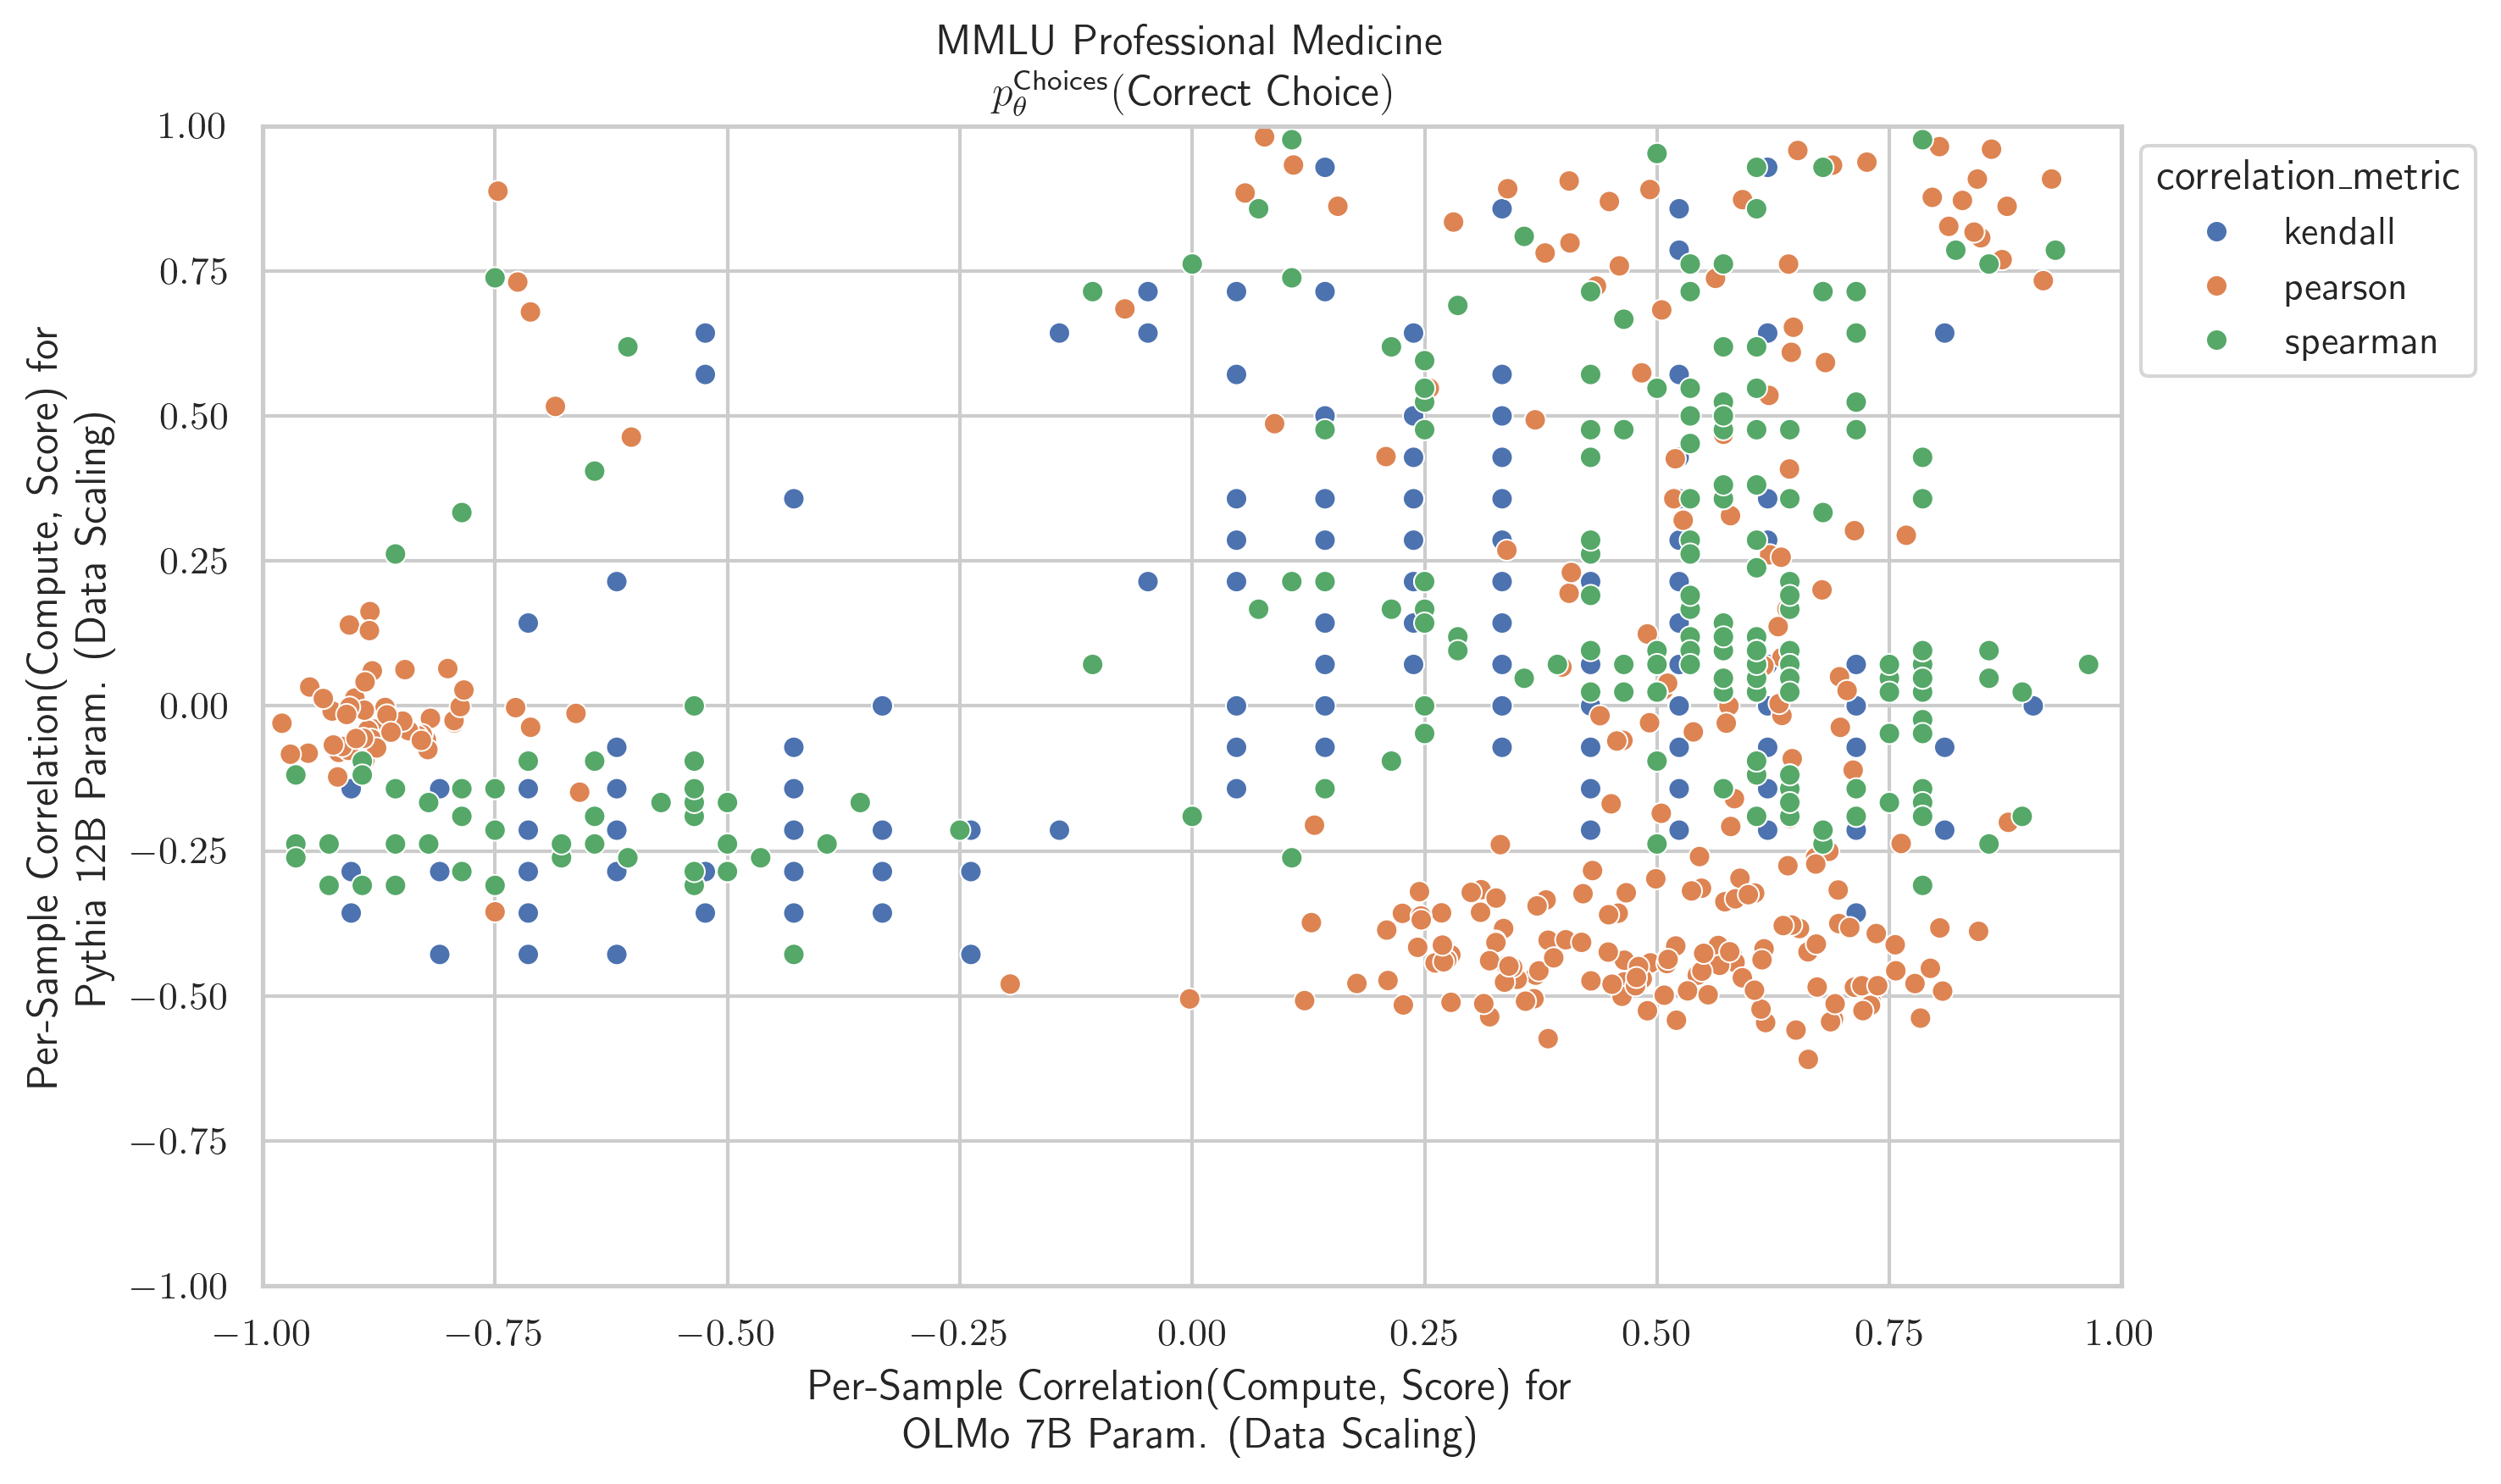 MMLU Professional Medicine
p_θ^Choices(Correct Choice)
1.00
0.75
0.50
0.25
0.00
−0.25
−0.50
−0.75
−1.00
Per-Sample Correlation(Compute, Score) for
Pythia 12B Param. (Data Scaling)
correlation_metric
kendall
pearson
spearman
−1.00 −0.75 −0.50 −0.25 0.00 0.25 0.50 0.75 1.00
Per-Sample Correlation(Compute, Score) for
OLMo 7B Param. (Data Scaling)